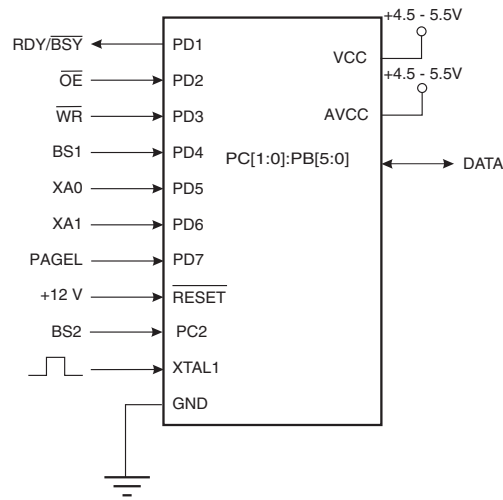 +4.5 - 5.5V
RDY/BSY PD1
VCC
OE PD2
+4.5 - 5.5V
WR PD3
AVCC
BS1 PD4
PC[1:0]:PB[5:0] DATA
XA0 PD5
XA1 PD6
PAGEL PD7
+12 V RESET
BS2 PC2
XTAL1
GND